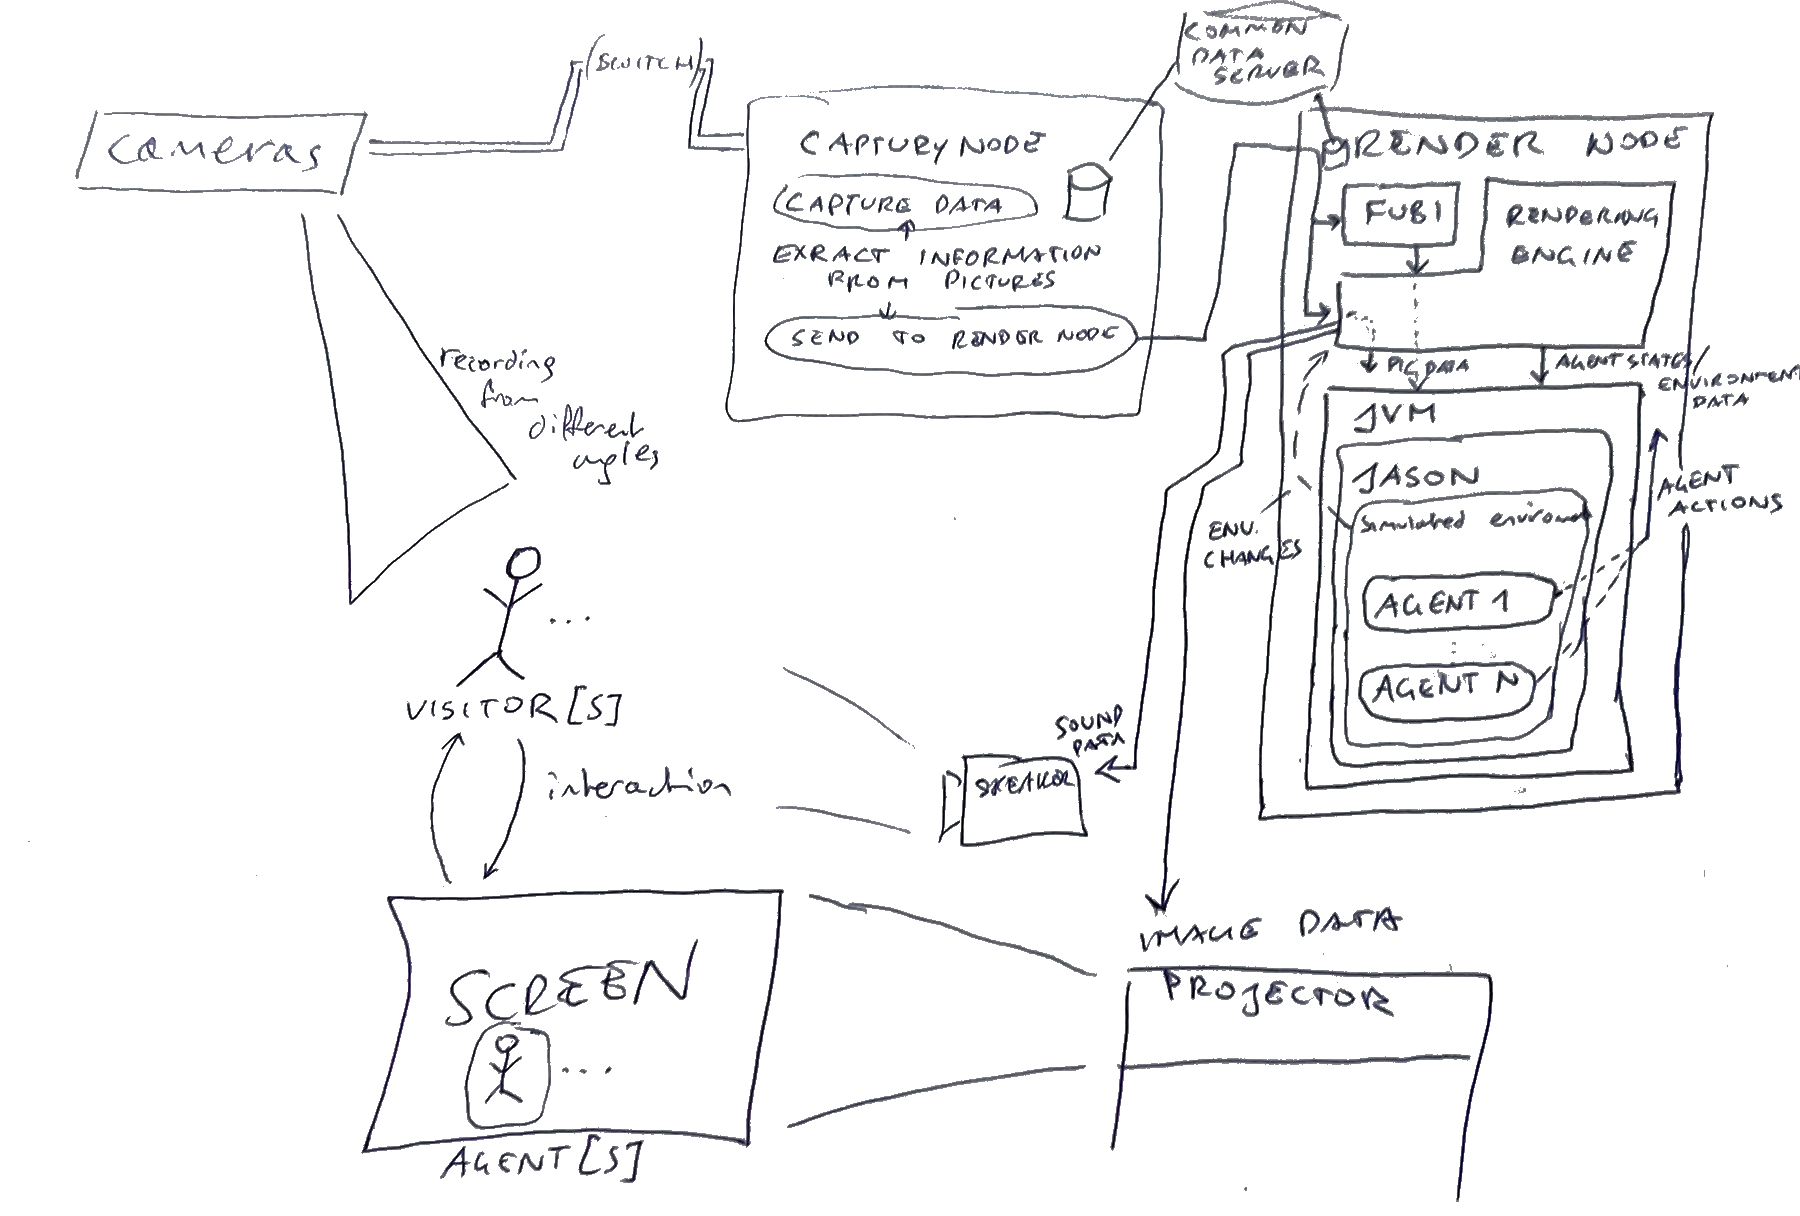 (SWITCH)
COMMON
DATA
SERVER
cameras
CAPTURY NODE
CAPTURE DATA
EXRACT INFORMATION
FROM PICTURES
SEND TO RENDER NODE
RENDER NODE
FUBI
RENDERING
ENGINE
PIC DATA
AGENT STATES/
ENVIRONMENT
DATA
JVM
JASON
simulated enviroment
AGENT 1
AGENT N
AGENT
ACTIONS
ENV.
CHANGES
recording
from
different
angles
...
VISITOR[S]
interaction
SOUND
DATA
SPEAKER
IMAGE DATA
PROJECTOR
SCREEN
...
AGENT[S]